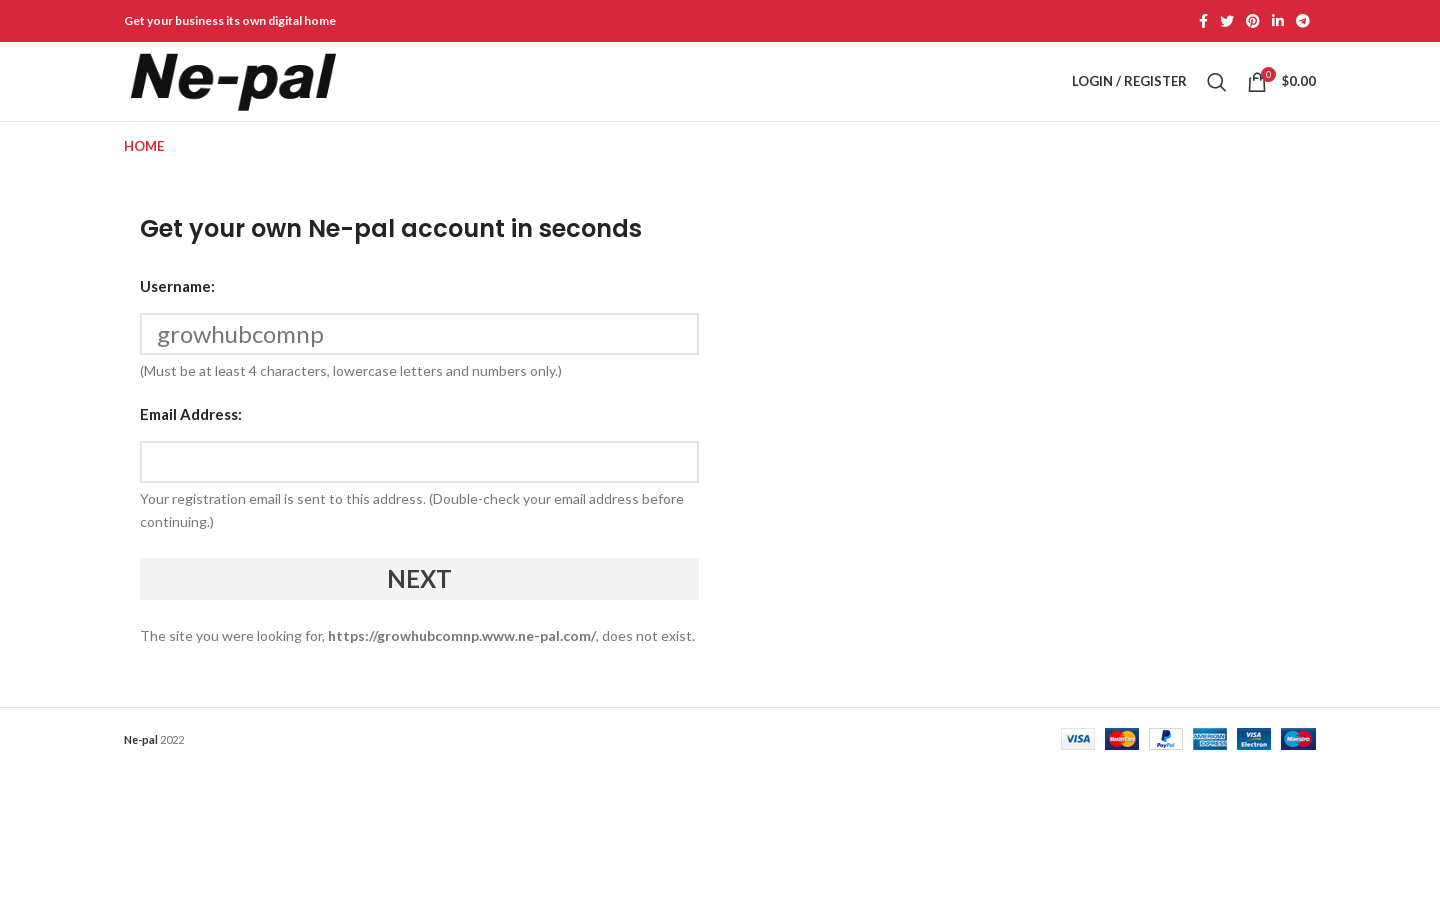 Get your business its own digital home
Ne-pal
LOGIN / REGISTER
0
$0.00
HOME
Get your own Ne-pal account in seconds
Username:
growhubcomnp
(Must be at least 4 characters, lowercase letters and numbers only.)
Email Address:
Your registration email is sent to this address. (Double-check your email address before
continuing.)
NEXT
The site you were looking for, https://growhubcomnp.www.ne-pal.com/, does not exist.
Ne-pal 2022
VISA
MasterCard
PayPal
AMERICAN EXPRESS
VISA Electron
Maestro